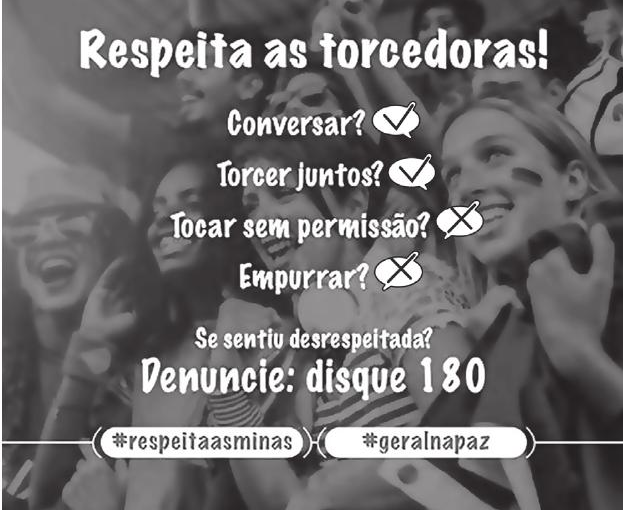 Respeita as torcedoras!
Conversar?
Torcer juntos?
Tocar sem permissão?
Empurrar?
Se sentiu desrespeitada?
Denuncie: disque 180
#respeitaasminas #geralnapaz